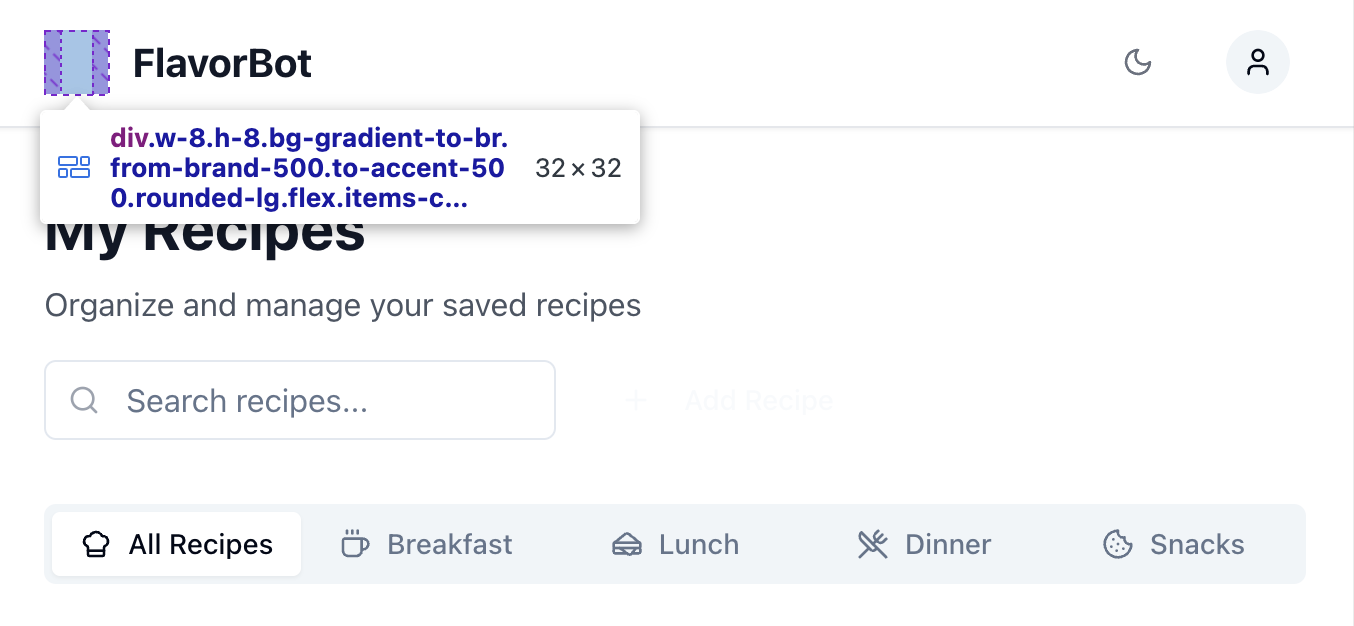 FlavorBot
div.w-8.h-8.bg-gradient-to-br.
from-brand-500.to-accent-50
0.rounded-lg.flex.items-c...
32×32
My Recipes
Organize and manage your saved recipes
Search recipes...
Add Recipe
All Recipes
Breakfast
Lunch
Dinner
Snacks